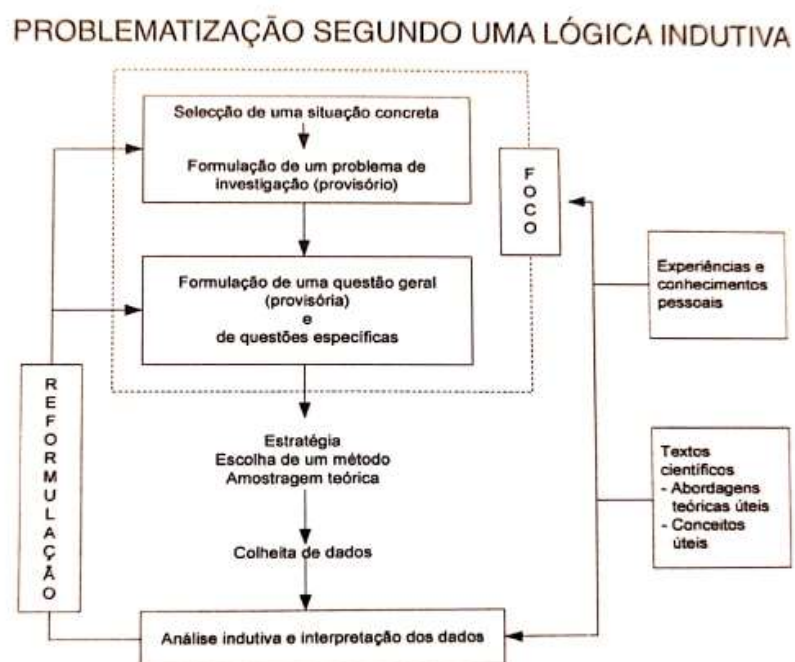 PROBLEMATIZAÇÃO SEGUNDO UMA LÓGICA INDUTIVA
Selecção de uma situação concreta
Formulação de um problema de
investigação (provisório)
FOCO
Formulação de uma questão geral
(provisória)
e
de questões específicas
Experiências e
conhecimentos
pessoais
REFORMULAÇÃO
Estratégia
Escolha de um método
Amostragem teórica
Textos
científicos
- Abordagens
teóricas úteis
- Conceitos
úteis
Colheita de dados
Análise indutiva e interpretação dos dados